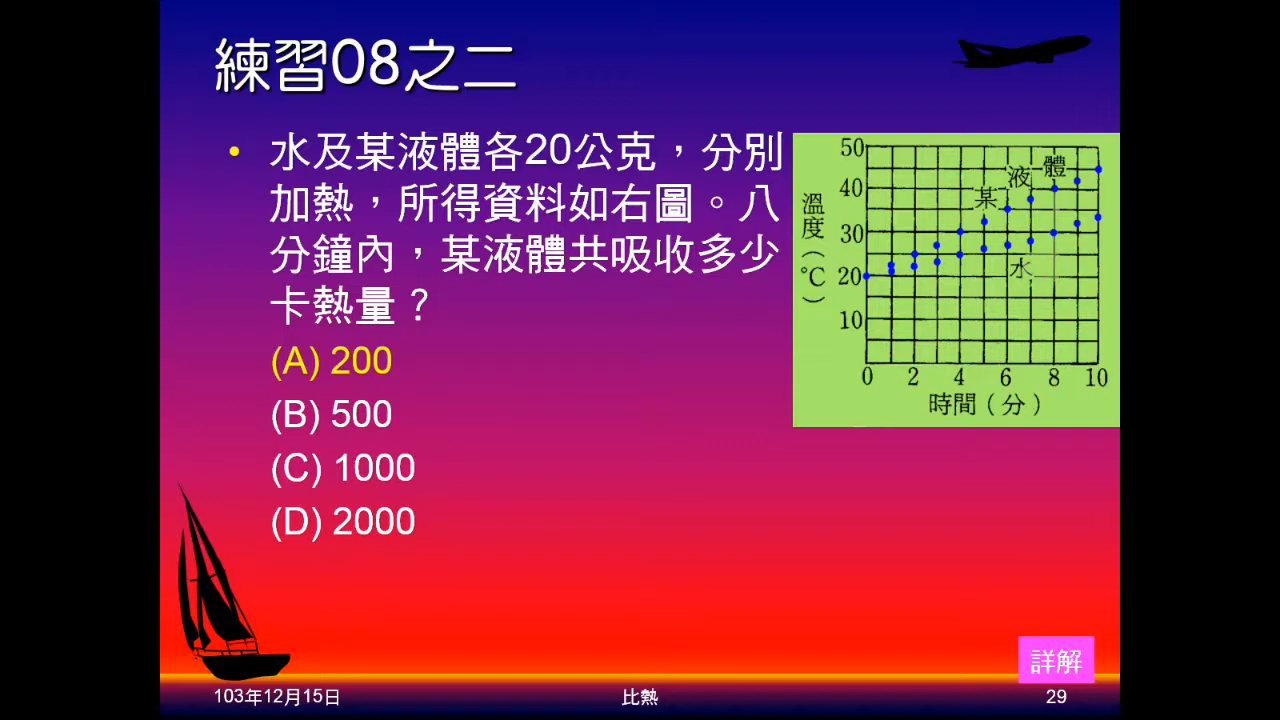 練習08之二
• 水及某液體各20公克，分別
加熱，所得資料如右圖。八
分鐘內，某液體共吸收多少
卡熱量？
(A) 200
(B) 500
(C) 1000
(D) 2000
溫度（℃）
50
40
30
20
10
某液體
水
0 2 4 6 8 10
時間（分）
詳解
103年12月15日 比熱 29